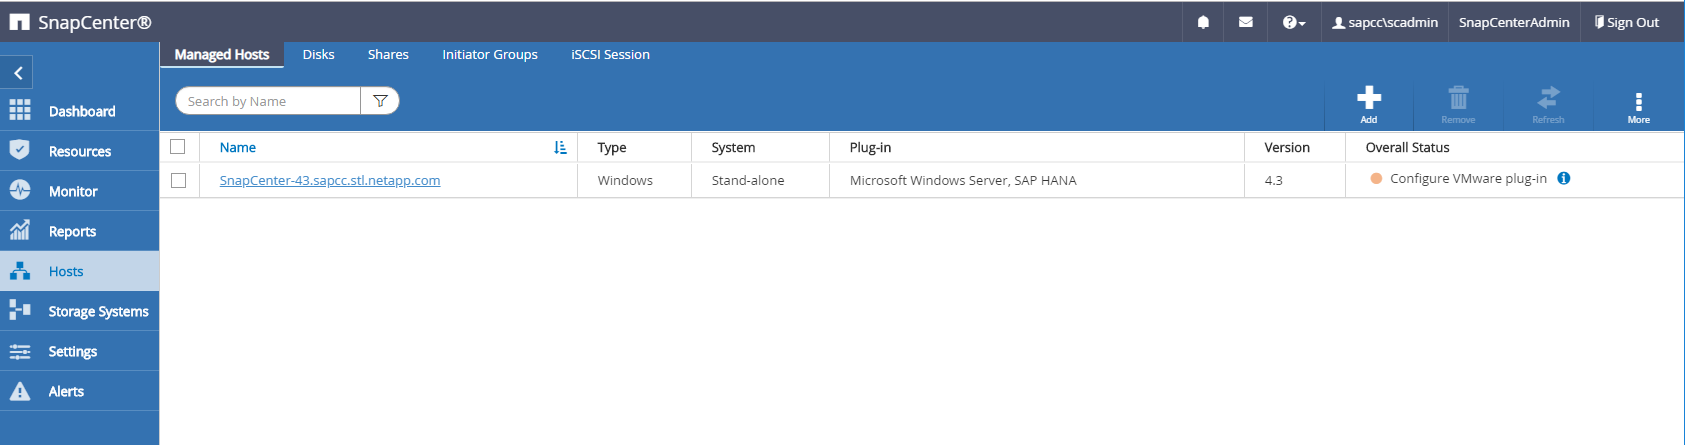 SnapCenter®
sapcc\scadmin SnapCenterAdmin Sign Out
Managed Hosts Disks Shares Initiator Groups iSCSI Session
Search by Name
Add Remove Refresh More
Dashboard
Resources
Monitor
Reports
Hosts
Storage Systems
Settings
Alerts
Name Type System Plug-in Version Overall Status
SnapCenter-43.sapcc.stl.netapp.com Windows Stand-alone Microsoft Windows Server, SAP HANA 4.3 Configure VMware plug-in